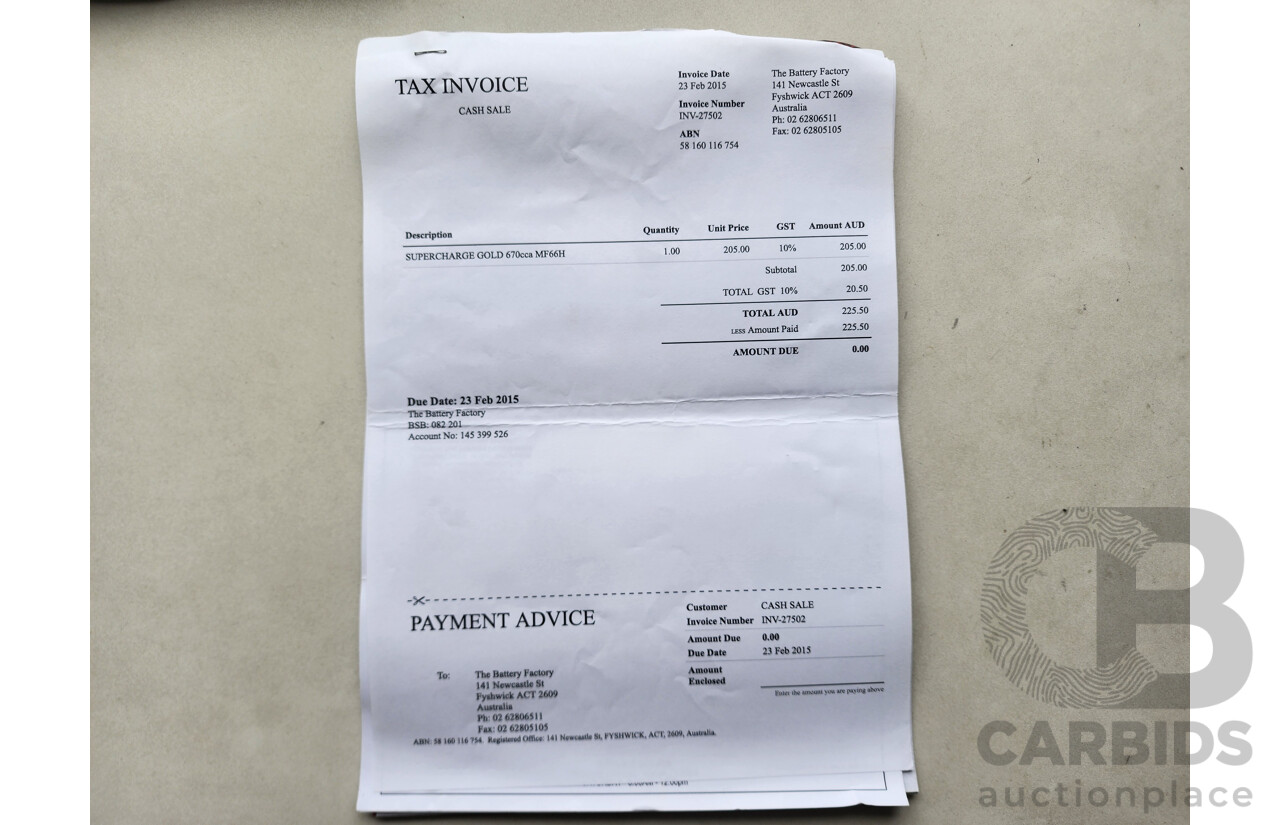 TAX INVOICE
CASH SALE
Invoice Date
23 Feb 2015
Invoice Number
INV-27502
ABN
58 160 116 754
The Battery Factory
141 Newcastle St
Fyshwick ACT 2609
Australia
Ph: 02 62806511
Fax: 02 62805105
Description Quantity Unit Price GST Amount AUD
SUPERCHARGE GOLD 670cca MF66H 1.00 205.00 10% 205.00
Subtotal 205.00
TOTAL GST 10% 20.50
TOTAL AUD 225.50
LESS Amount Paid 225.50
AMOUNT DUE 0.00
Due Date: 23 Feb 2015
The Battery Factory
BSB: 082 201
Account No: 145 399 526
PAYMENT ADVICE
Customer CASH SALE
Invoice Number INV-27502
Amount Due 0.00
Due Date 23 Feb 2015
Amount
Enclosed
Enter the amount you are paying above
To: The Battery Factory
141 Newcastle St
Fyshwick ACT 2609
Australia
Ph: 02 62806511
Fax: 02 62805105
ABN: 58 160 116 754. Registered Office: 141 Newcastle St, FYSHWICK, ACT, 2609, Australia.
CB
CARBIDS
auctionplace